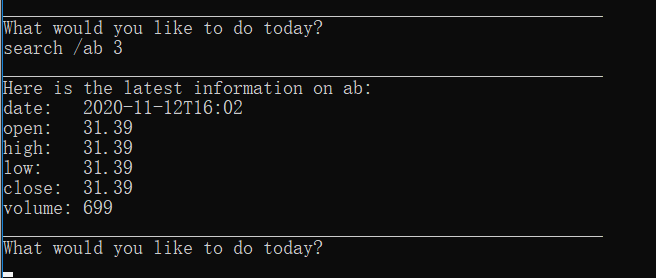 What would you like to do today?
search /ab 3
Here is the latest information on ab:
date:   2020-11-12T16:02
open:   31.39
high:   31.39
low:    31.39
close:  31.39
volume: 699
What would you like to do today?